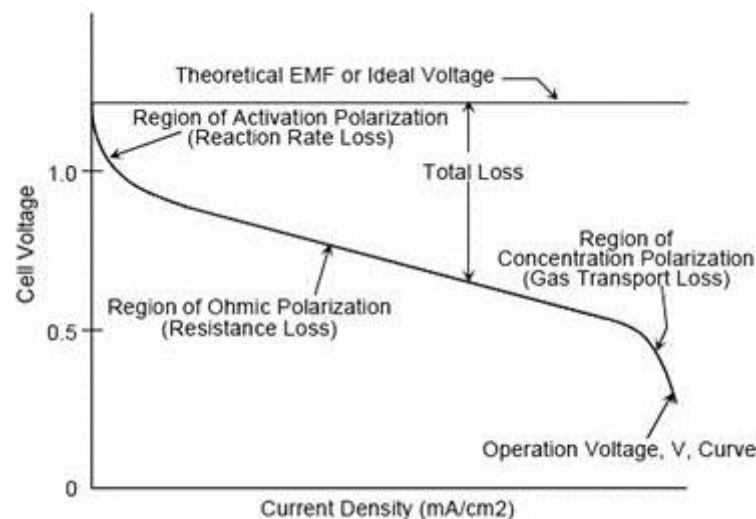 Theoretical EMF or Ideal Voltage
Region of Activation Polarization
(Reaction Rate Loss)
1.0
Total Loss
Cell Voltage
Region of
Concentration Polarization
(Gas Transport Loss)
Region of Ohmic Polarization
(Resistance Loss)
0.5
Operation Voltage, V, Curve
0
Current Density (mA/cm2)